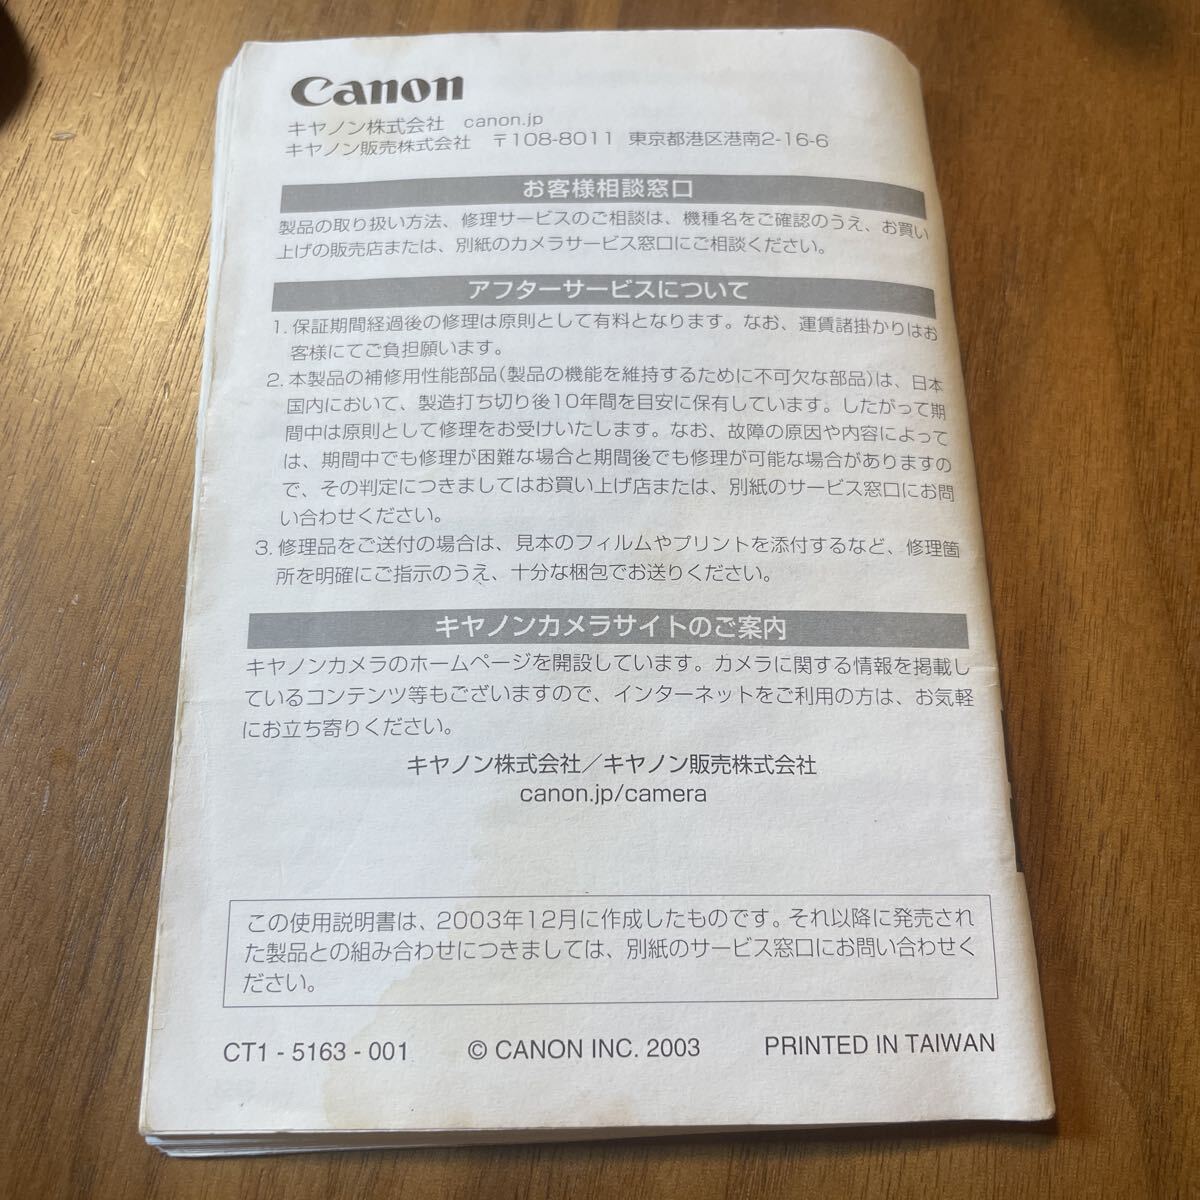 Canon
キヤノン株式会社 canon.jp
キヤノン販売株式会社 〒108-8011 東京都港区港南2-16-6
お客様相談窓口
製品の取り扱い方法、修理サービスのご相談は、機種名をご確認のうえ、お買い
上げの販売店または、別紙のカメラサービス窓口にご相談ください。
アフターサービスについて
1. 保証期間経過後の修理は原則として有料となります。なお、運賃諸掛かりはお
客様にてご負担願います。
2. 本製品の補修用性能部品(製品の機能を維持するために不可欠な部品)は、日本
国内において、製造打ち切り後10年間を目安に保有しています。したがって期
間中は原則として修理をお受けいたします。なお、故障の原因や内容によって
は、期間中でも修理が困難な場合と期間後でも修理が可能な場合がありますの
で、その判定につきましてはお買い上げ店または、別紙のサービス窓口にお問
い合わせください。
3. 修理品をご送付の場合は、見本のフィルムやプリントを添付するなど、修理箇
所を明確にご指示のうえ、十分な梱包でお送りください。
キヤノンカメラサイトのご案内
キヤノンカメラのホームページを開設しています。カメラに関する情報を掲載し
ているコンテンツ等もございますので、インターネットをご利用の方は、お気軽
にお立ち寄りください。
キヤノン株式会社/キヤノン販売株式会社
canon.jp/camera
この使用説明書は、2003年12月に作成したものです。それ以降に発売され
た製品との組み合わせにつきましては、別紙のサービス窓口にお問い合わせく
ださい。
CT1 - 5163 - 001 © CANON INC. 2003 PRINTED IN TAIWAN